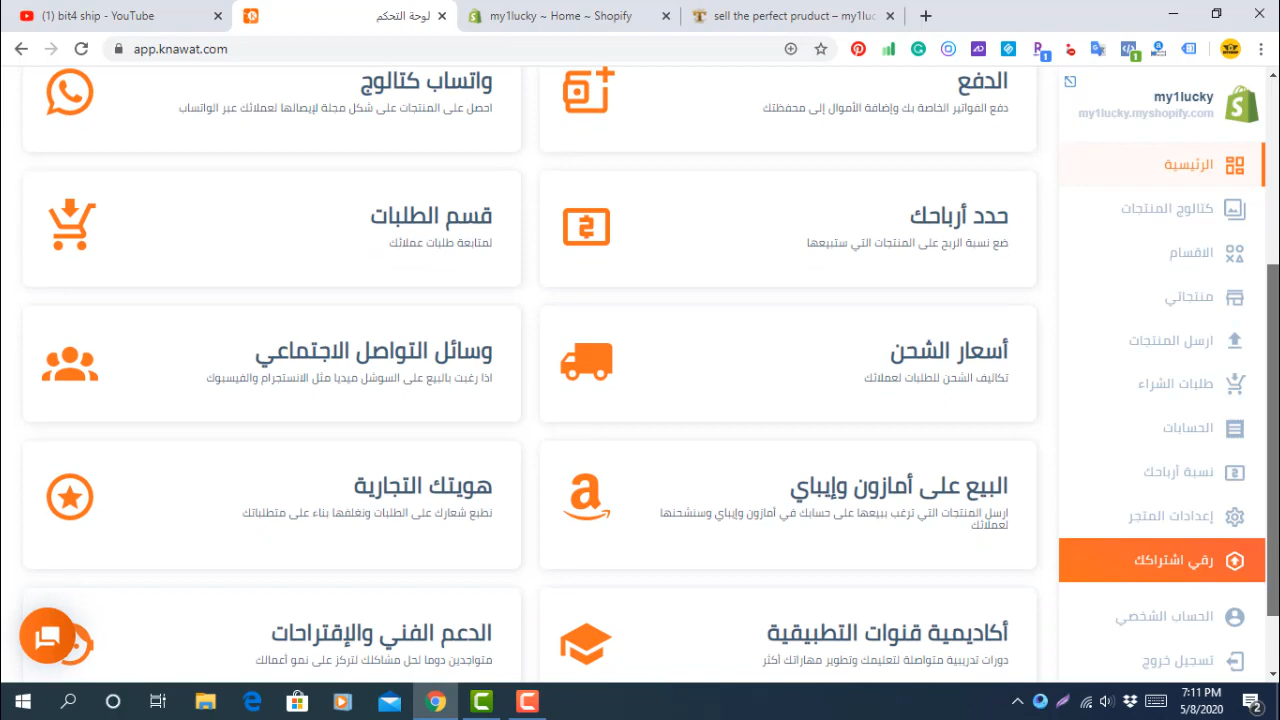 (1) bit4 ship - YouTube
لوحة التحكم
my1lucky ~ Home ~ Shopify
sell the perfect pruduct – my1luc
app.knawat.com
الدفع
دفع الفواتير الخاصة بك وإضافة الأموال إلى محفظتك
واتساب كتالوج
احصل على المنتجات على شكل مجلة لإيصالها لعملائك عبر الواتساب
حدد أرباحك
ضع نسبة الربح على المنتجات التي ستبيعها
قسم الطلبات
لمتابعة طلبات عملائك
أسعار الشحن
تكاليف الشحن للطلبات لعملائك
وسائل التواصل الاجتماعي
اذا رغبت بالبيع على السوشل ميديا مثل الانستجرام والفيسبوك
البيع على أمازون وإيباي
ارسل المنتجات التي ترغب ببيعها على حسابك في أمازون وإيباي وسنشحنها
لعملائك
هويتك التجارية
نطبع شعارك على الطلبات ونغلفها بناء على متطلباتك
أكاديمية قنوات التطبيقية
دورات تدريبية متواصلة لتعليمك وتطوير مهاراتك أكثر
الدعم الفني والإقتراحات
متواجدين دوما لحل مشاكلك لتركز على نمو أعمالك
my1lucky
my1lucky.myshopify.com
الرئيسية
كتالوج المنتجات
الاقسام
منتجاتي
ارسل المنتجات
طلبات الشراء
الحسابات
نسبة أرباحك
إعدادات المتجر
رقي اشتراكك
الحساب الشخصي
تسجيل خروج
7:11 PM
5/8/2020
2